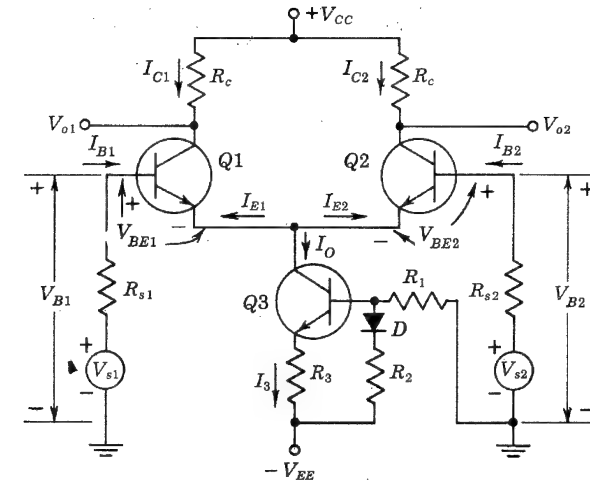 +V_CC
I_C1 R_c I_C2 R_c
V_o1 V_o2
I_B1 Q1 Q2 I_B2
+ + + +
I_E1 I_E2
− −
V_BE1 I_O V_BE2
V_B1 R_s1 Q3 R_1 R_s2 V_B2
D
+ V_s1 − I_3 R_3 R_2 + V_s2 −
− −
−V_EE